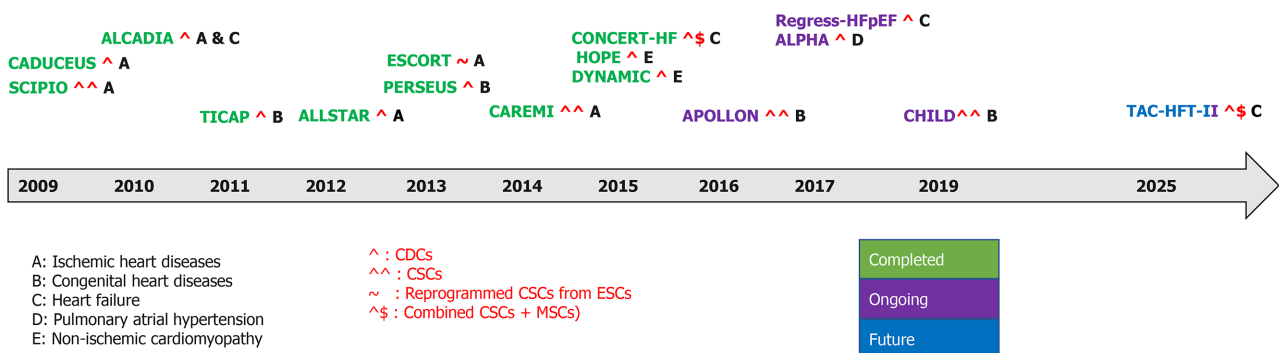 Regress-HFpEF ^ C
ALCADIA ^ A & C
CONCERT-HF ^$ C
ALPHA ^ D
CADUCEUS ^ A
ESCORT ~ A
HOPE ^ E
SCIPIO ^^ A
PERSEUS ^ B
DYNAMIC ^ E
TICAP ^ B
ALLSTAR ^ A
CAREMI ^^ A
APOLLON ^^ B
CHILD^^ B
TAC-HFT-II ^$ C
2009 2010 2011 2012 2013 2014 2015 2016 2017 2019 2025
A: Ischemic heart diseases
B: Congenital heart diseases
C: Heart failure
D: Pulmonary atrial hypertension
E: Non-ischemic cardiomyopathy
^ : CDCs
^^ : CSCs
~ : Reprogrammed CSCs from ESCs
^$ : Combined CSCs + MSCs)
Completed
Ongoing
Future